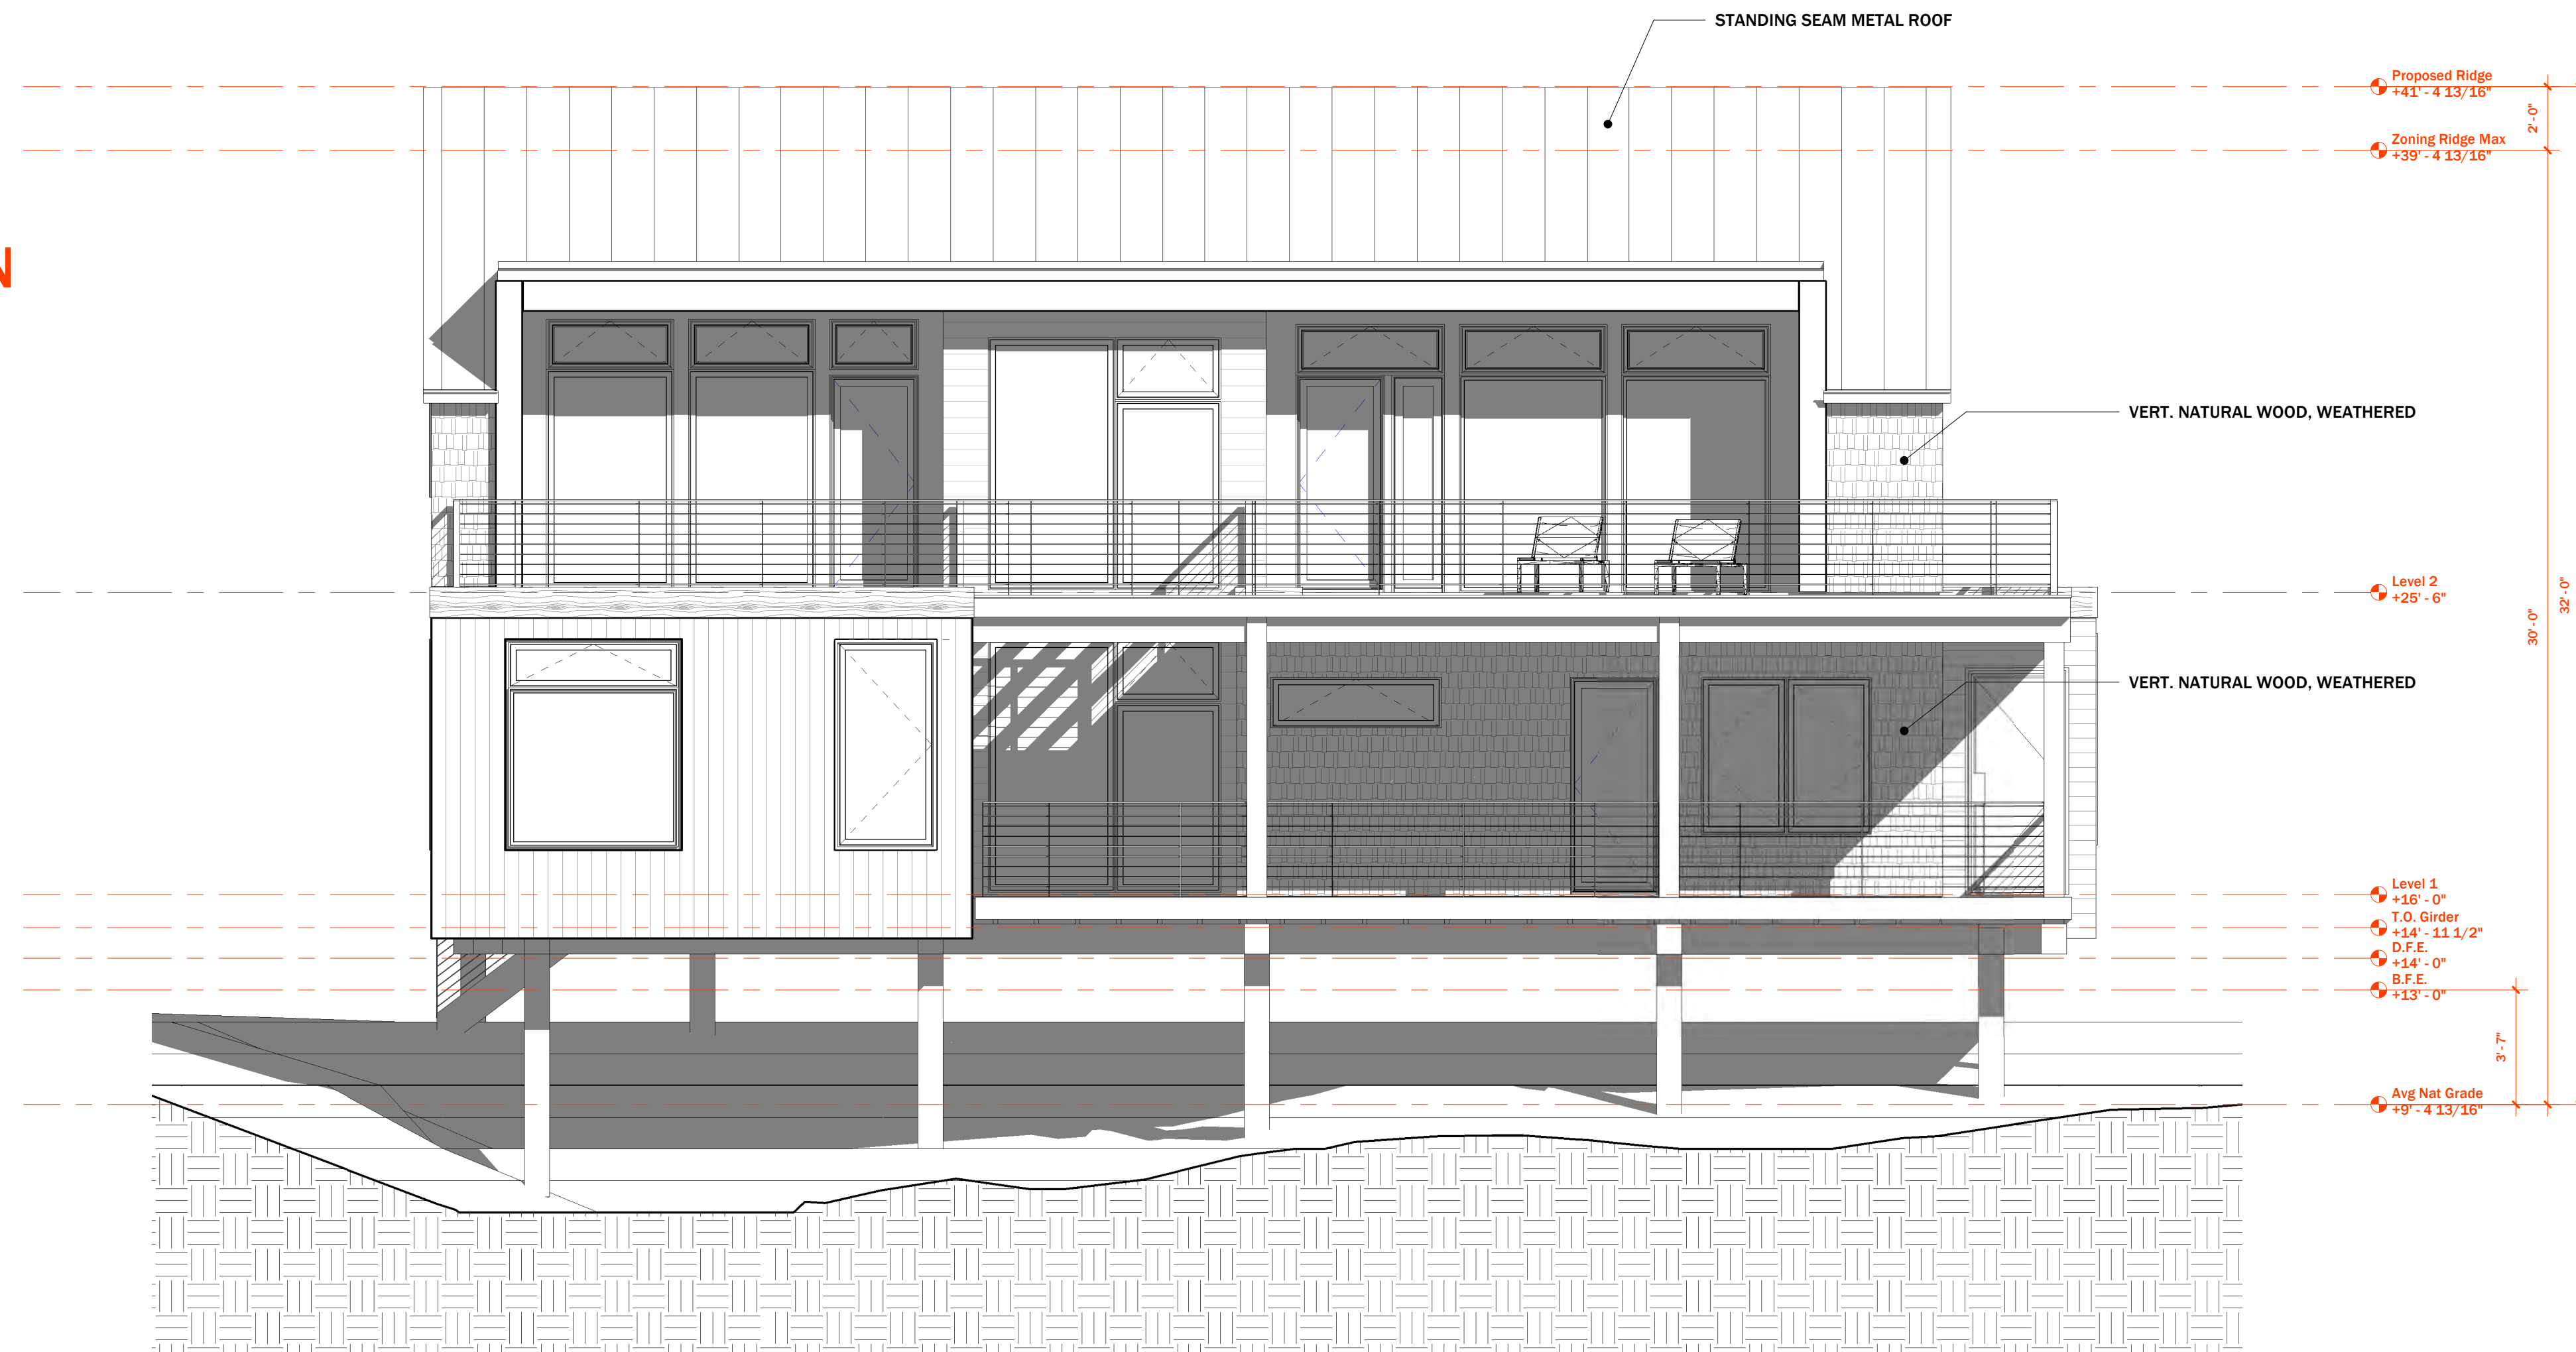 STANDING SEAM METAL ROOF
Proposed Ridge
+41' - 4 13/16"
2' - 0"
Zoning Ridge Max
+39' - 4 13/16"
N
VERT. NATURAL WOOD, WEATHERED
Level 2
+25' - 6"
32' - 0"
30' - 0"
VERT. NATURAL WOOD, WEATHERED
Level 1
+16' - 0"
T.O. Girder
+14' - 11 1/2"
D.F.E.
+14' - 0"
B.F.E.
+13' - 0"
3' - 7"
Avg Nat Grade
+9' - 4 13/16"